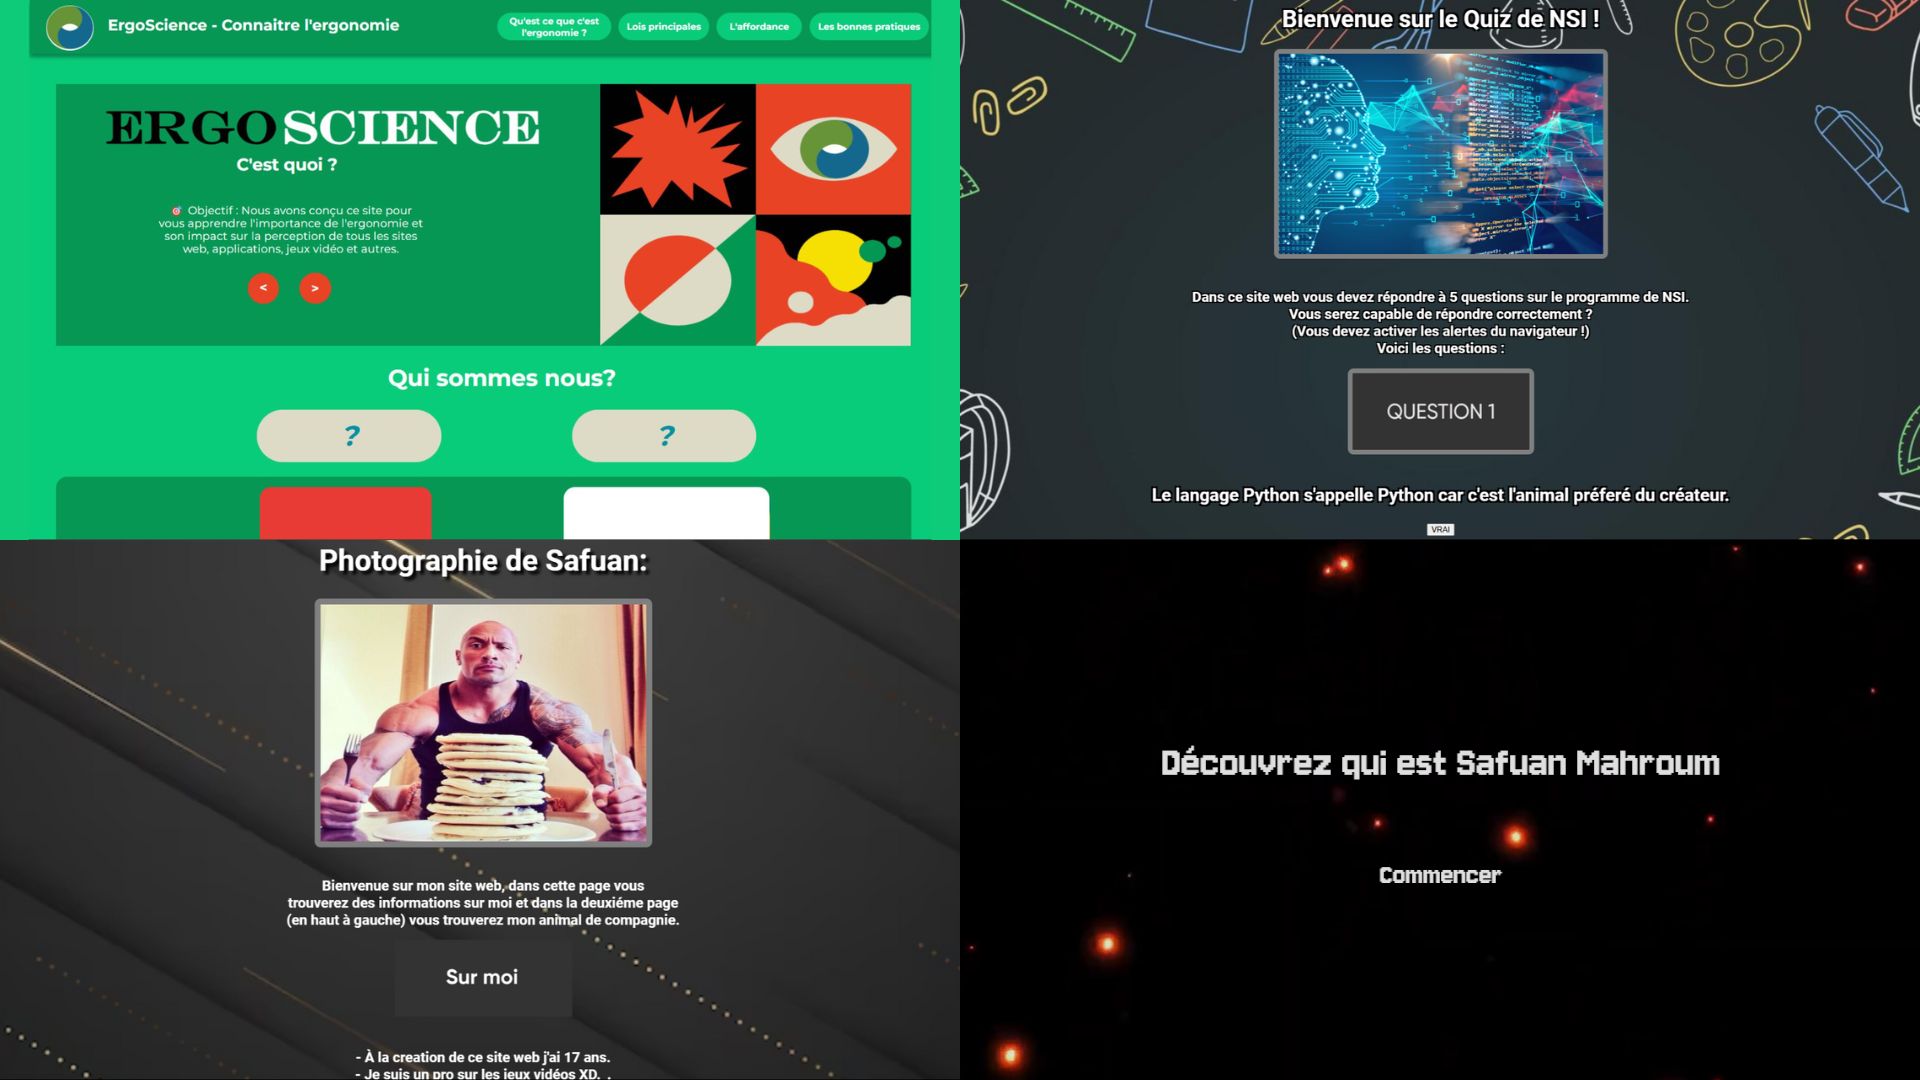 ErgoScience - Connaitre l'ergonomie
Qu'est ce que c'est
l'ergonomie ?
Lois principales
L'affordance
Les bonnes pratiques
ERGO SCIENCE
C'est quoi ?
🎯 Objectif : Nous avons conçu ce site pour
vous apprendre l'importance de l'ergonomie et
son impact sur la perception de tous les sites
web, applications, jeux vidéo et autres.
<
>
Qui sommes nous?
?
?
Bienvenue sur le Quiz de NSI !
Dans ce site web vous devez répondre à 5 questions sur le programme de NSI.
Vous serez capable de répondre correctement ?
(Vous devez activer les alertes du navigateur !)
Voici les questions :
QUESTION 1
Le langage Python s'appelle Python car c'est l'animal préferé du créateur.
VRAI
Photographie de Safuan:
Bienvenue sur mon site web, dans cette page vous
trouverez des informations sur moi et dans la deuxiéme page
(en haut à gauche) vous trouverez mon animal de compagnie.
Sur moi
- À la creation de ce site web j'ai 17 ans.
- Je suis un pro sur les jeux vidéos XD. .
Découvrez qui est Safuan Mahroum
Commencer